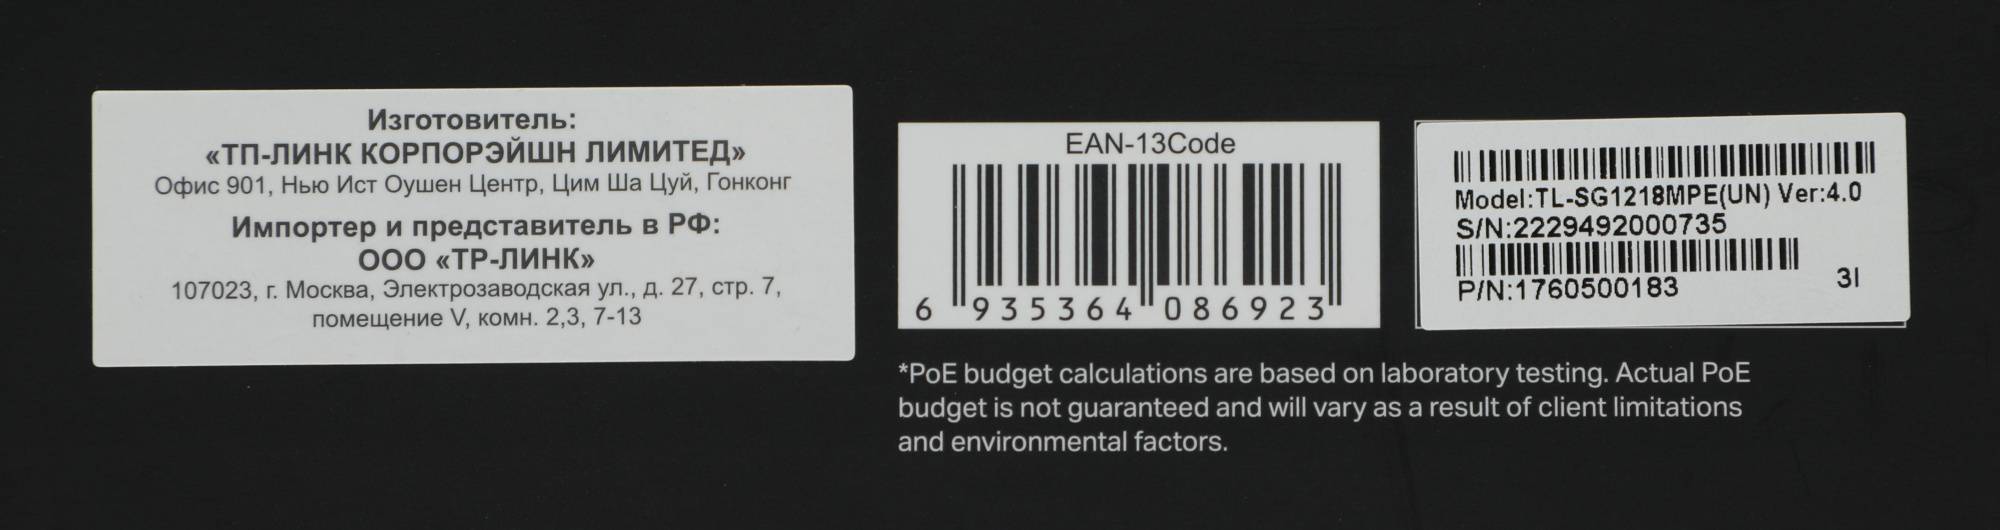 Изготовитель:
«ТП-ЛИНК КОРПОРЭЙШН ЛИМИТЕД»
Офис 901, Нью Ист Оушен Центр, Цим Ша Цуй, Гонконг
Импортер и представитель в РФ:
ООО «ТР-ЛИНК»
107023, г. Москва, Электрозаводская ул., д. 27, стр. 7,
помещение V, комн. 2,3, 7-13
EAN-13Code
6 935364 086923
Model:TL-SG1218MPE(UN) Ver:4.0
S/N:2229492000735
P/N:1760500183 3I
*PoE budget calculations are based on laboratory testing. Actual PoE
budget is not guaranteed and will vary as a result of client limitations
and environmental factors.